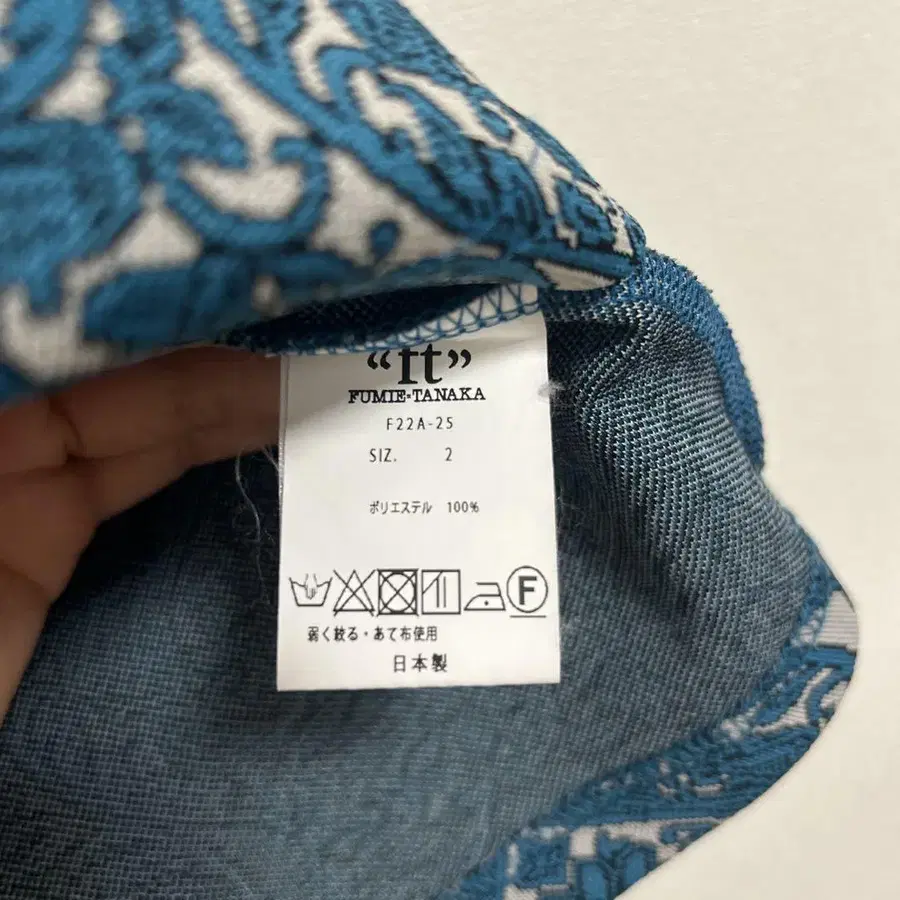 “ft”
FUMIE=TANAKA
F22A-25
SIZ. 2
ポリエステル 100%
F
弱く絞る・あて布使用
日本製